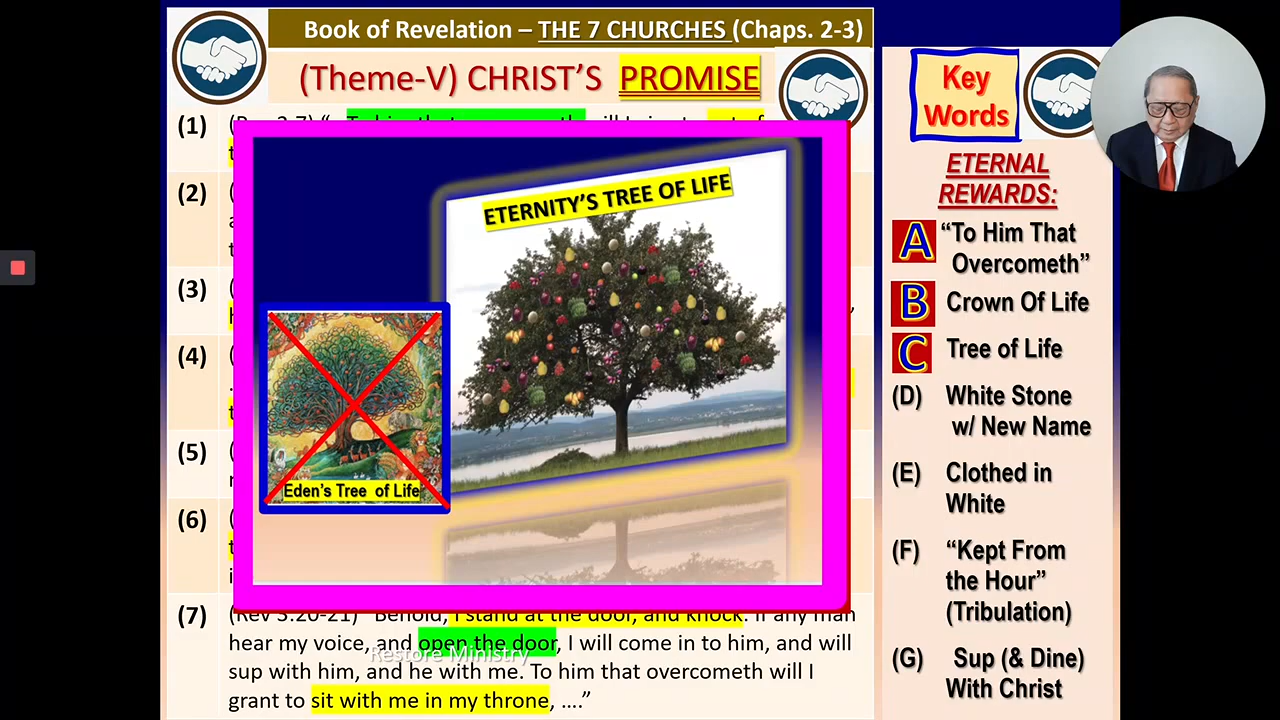 Book of Revelation – THE 7 CHURCHES (Chaps. 2-3)
(Theme-V) CHRIST'S PROMISE
(1)
(2)
(3)
(4)
(5)
(6)
(7)
ETERNITY'S TREE OF LIFE
Eden's Tree of Life
(Rev 3:20-21) "Behold, I stand at the door, and knock: if any man
hear my voice, and open the door, I will come in to him, and will
sup with him, and he with me. To him that overcometh will I
grant to sit with me in my throne, …."
Restore Ministry
Key
Words
ETERNAL
REWARDS:
A "To Him That
Overcometh"
B Crown Of Life
C Tree of Life
(D) White Stone
w/ New Name
(E) Clothed in
White
(F) "Kept From
the Hour"
(Tribulation)
(G) Sup (& Dine)
With Christ